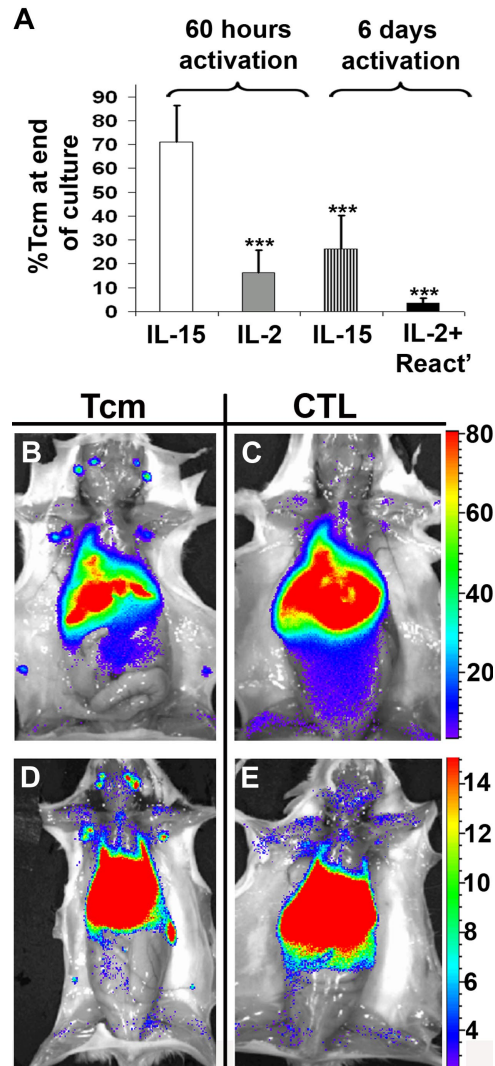 A
60 hours activation
6 days activation
%Tcm at end of culture
90
80
70
60
50
40
30
20
10
0
***
***
***
IL-15
IL-2
IL-15
IL-2+ React’
Tcm
CTL
B
C
80
60
40
20
D
E
14
12
10
8
6
4